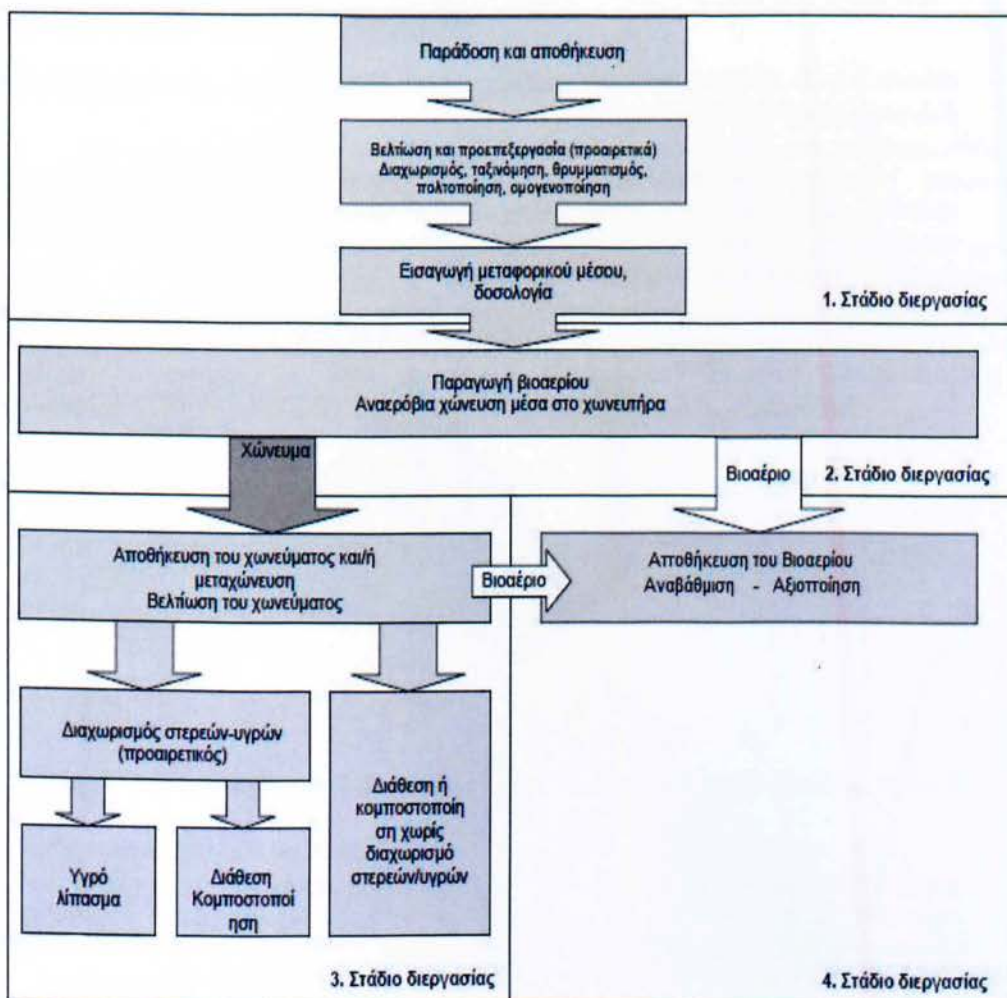 Παράδοση και αποθήκευση
Βελτίωση και προεπεξεργασία (προαιρετικά)
Διαχωρισμός, ταξινόμηση, θρυμματισμός,
πολτοποίηση, ομογενοποίηση
Εισαγωγή μεταφορικού μέσου,
δοσολογία
1. Στάδιο διεργασίας
Παραγωγή βιοαερίου
Αναερόβια χώνευση μέσα στο χωνευτήρα
Χώνευμα
Βιοαέριο
2. Στάδιο διεργασίας
Αποθήκευση του χωνεύματος και/ή
μεταχώνευση
Βελτίωση του χωνεύματος
Βιοαέριο
Αποθήκευση του Βιοαερίου
Αναβάθμιση - Αξιοποίηση
Διαχωρισμός στερεών-υγρών
(προαιρετικός)
Διάθεση ή
κομποστοποίη
ση χωρίς
διαχωρισμό
στερεών/υγρών
Υγρό
λίπασμα
Διάθεση
Κομποστοποί
ηση
3. Στάδιο διεργασίας
4. Στάδιο διεργασίας